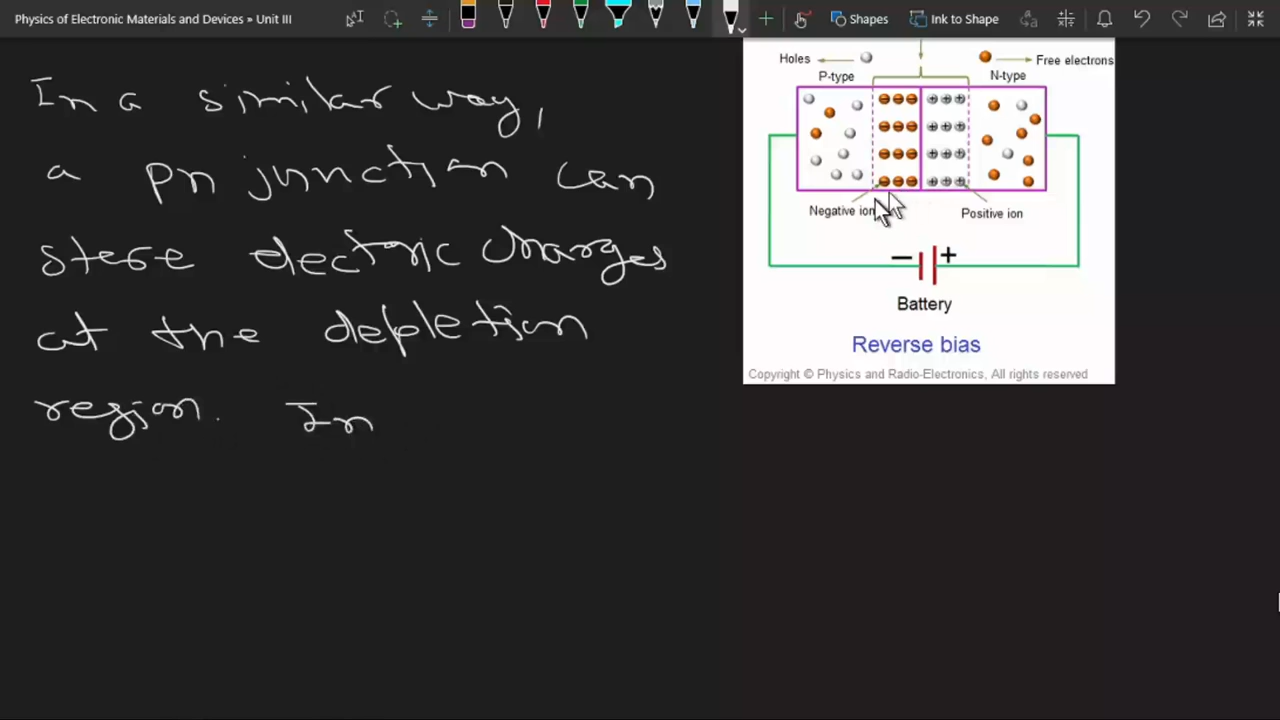 Physics of Electronic Materials and Devices » Unit III
Shapes
Ink to Shape
In a similar way,
a pn junction can
store electric charges
at the depletion
region. In
Holes
Free electrons
P-type
N-type
Negative ion
Positive ion
− +
Battery
Reverse bias
Copyright © Physics and Radio-Electronics, All rights reserved